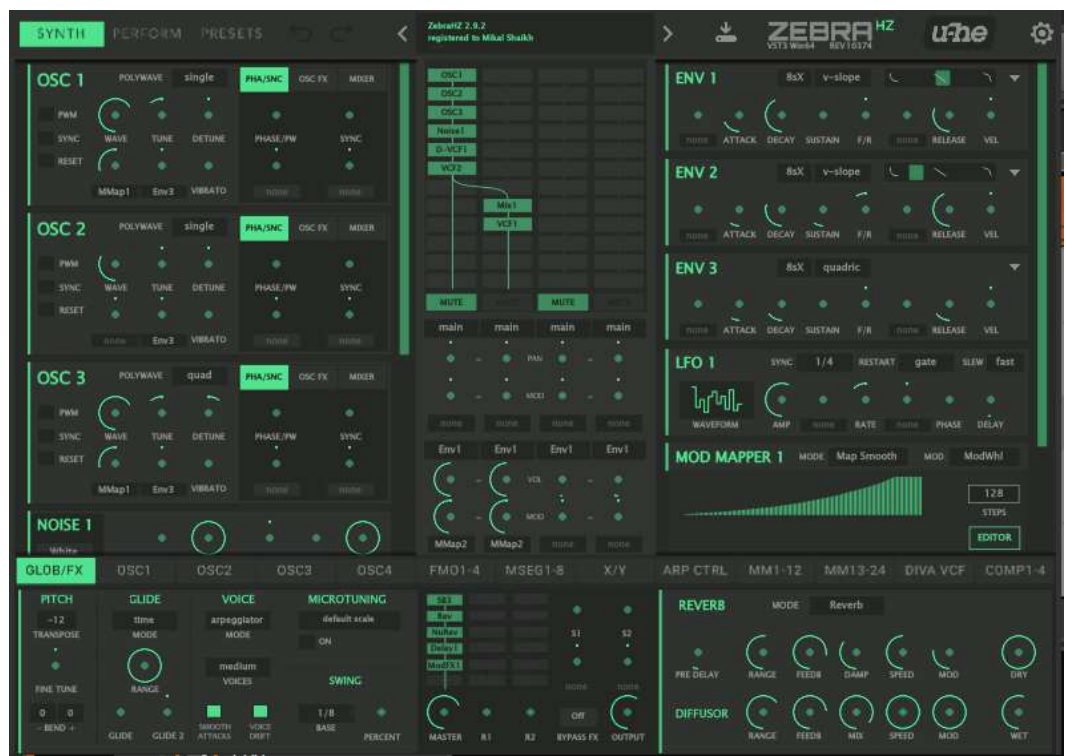 SYNTH PERFORM PRESETS
ZebraHZ 2.9.2
registered to Mikal Shaikh
ZEBRA HZ
VST3 Win64 REV10374
u-he
OSC 1 POLYWAVE single PHA/SNC OSC FX MIXER
PWM
SYNC WAVE TUNE DETUNE PHASE/PW SYNC
RESET
MMap1 Env3 VIBRATO none none
OSC 2 POLYWAVE single PHA/SNC OSC FX MIXER
PWM
SYNC WAVE TUNE DETUNE PHASE/PW SYNC
RESET
none Env3 VIBRATO none none
OSC 3 POLYWAVE quad PHA/SNC OSC FX MIXER
PWM
SYNC WAVE TUNE DETUNE PHASE/PW SYNC
RESET
MMap1 Env3 VIBRATO none none
NOISE 1
White
OSC1
OSC2
OSC3
Noise1
D-VCF1
VCF2
Mix1
VCF1
MUTE MUTE MUTE MUTE
main main main main
PAN
MOD
none none none none
Env1 Env1 Env1 Env1
VOL
MOD
MMap2 MMap2 none none
ENV 1 8sX v-slope
none ATTACK DECAY SUSTAIN F/R none RELEASE VEL
ENV 2 8sX v-slope
none ATTACK DECAY SUSTAIN F/R none RELEASE VEL
ENV 3 8sX quadric
none ATTACK DECAY SUSTAIN F/R none RELEASE VEL
LFO 1 SYNC 1/4 RESTART gate SLEW fast
WAVEFORM AMP none RATE none PHASE DELAY
MOD MAPPER 1 MODE Map Smooth MOD ModWhl
128
STEPS
EDITOR
GLOB/FX OSC1 OSC2 OSC3 OSC4 FMO1-4 MSEG1-8 X/Y ARP CTRL MM1-12 MM13-24 DIVA VCF COMP1-4
PITCH GLIDE VOICE MICROTUNING
-12 time arpeggiator default scale
TRANSPOSE MODE MODE ON
medium
FINE TUNE RANGE VOICES SWING
0 0 1/8
- BEND + GLIDE GLIDE 2 SMOOTH ATTACKS VOICE DRIFT BASE PERCENT
SB3
Rev
NuRev
Delay1
ModFX1
S1 S2
none none
Off
MASTER R1 R2 BYPASS FX OUTPUT
REVERB MODE Reverb
PRE DELAY RANGE FEEDB DAMP SPEED MOD DRY
DIFFUSOR
RANGE FEEDB MIX SPEED MOD WET